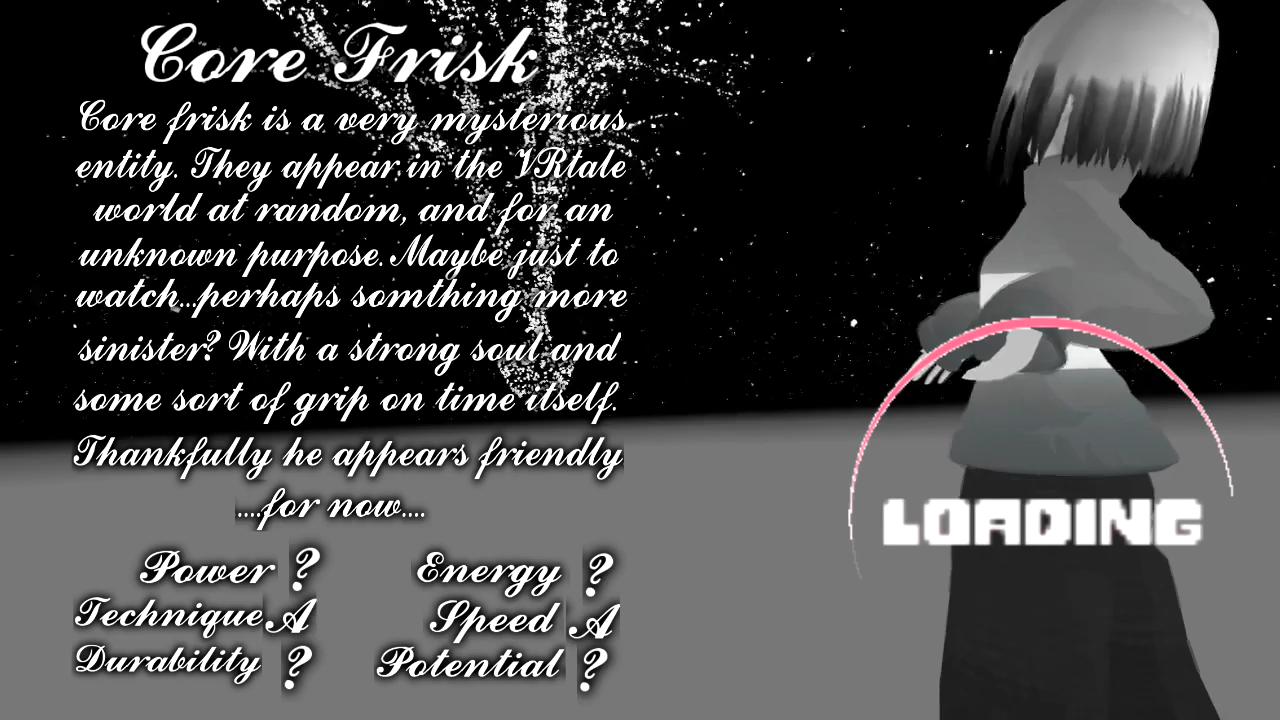 Core Frisk
Core frisk is a very mysterious
entity. They appear in the VRtale
world at random, and for an
unknown purpose. Maybe just to
watch...perhaps somthing more
sinister? With a strong soul and
some sort of grip on time itself.
Thankfully he appears friendly
....for now....
Power ? Energy ?
Technique A Speed A
Durability ? Potential ?
LOADING